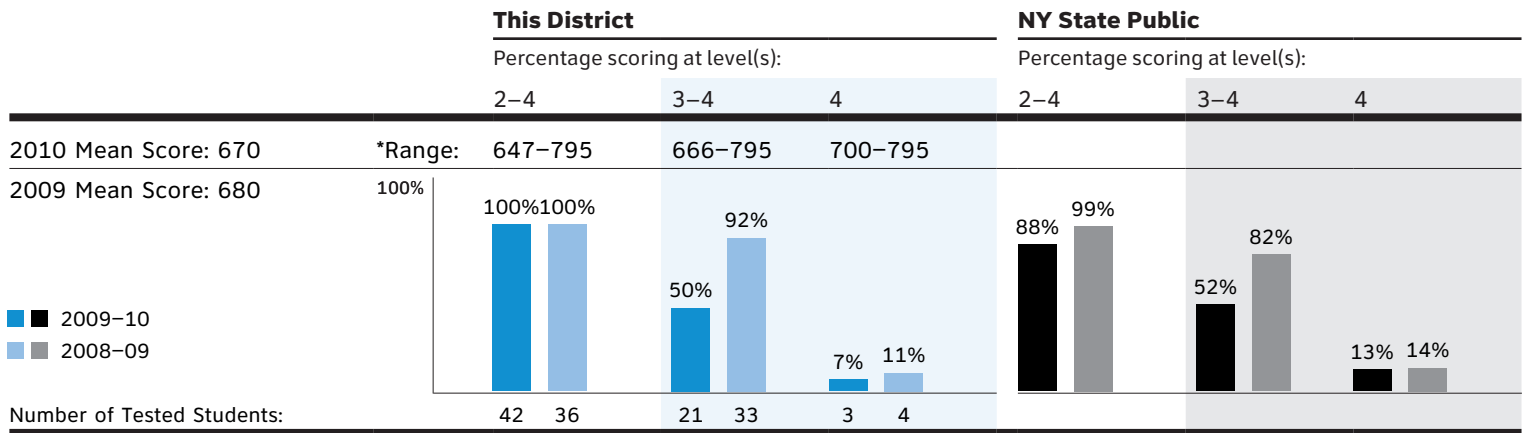 This District NY State Public
Percentage scoring at level(s): Percentage scoring at level(s):
2–4 3–4 4 2–4 3–4 4
2010 Mean Score: 670 *Range: 647–795 666–795 700–795
2009 Mean Score: 680 100%
100% 100% 92% 88% 99%
50% 82%
52%
7% 11% 13% 14%
2009–10
2008–09
Number of Tested Students: 42 36 21 33 3 4